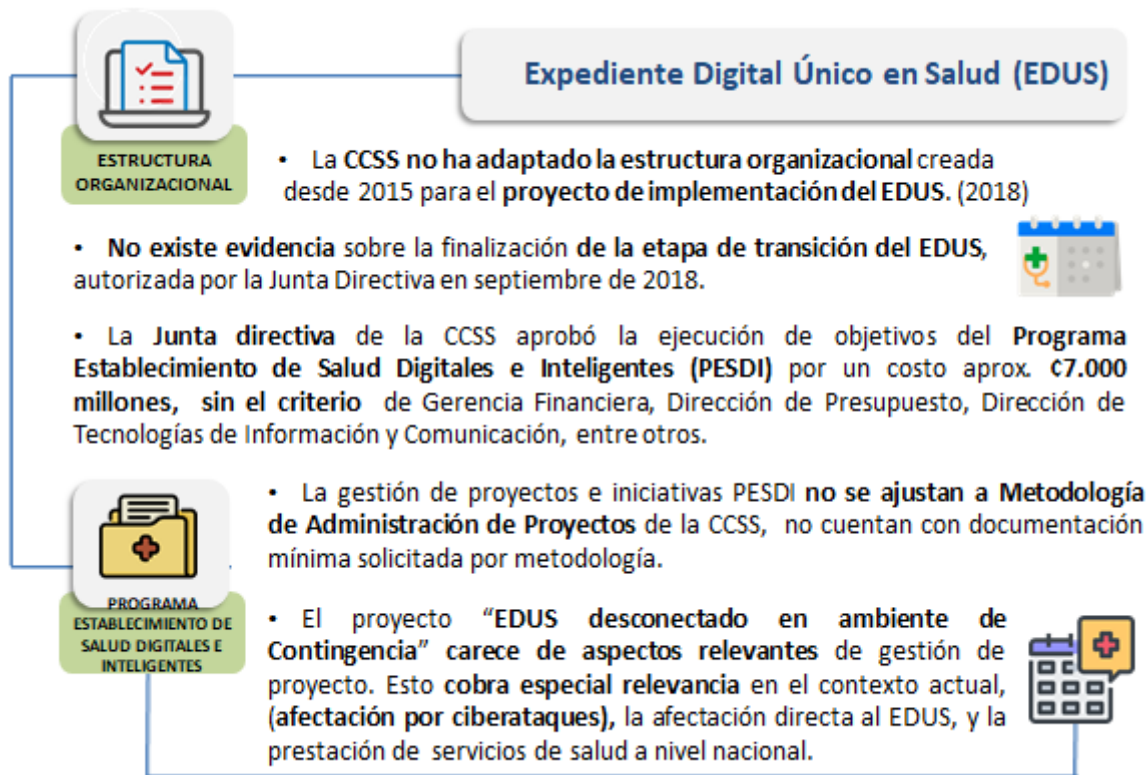 Expediente Digital Único en Salud (EDUS)
ESTRUCTURA
ORGANIZACIONAL
• La CCSS no ha adaptado la estructura organizacional creada
desde 2015 para el proyecto de implementación del EDUS. (2018)
• No existe evidencia sobre la finalización de la etapa de transición del EDUS,
autorizada por la Junta Directiva en septiembre de 2018.
• La Junta directiva de la CCSS aprobó la ejecución de objetivos del Programa
Establecimiento de Salud Digitales e Inteligentes (PESDI) por un costo aprox. ¢7.000
millones, sin el criterio de Gerencia Financiera, Dirección de Presupuesto, Dirección de
Tecnologías de Información y Comunicación, entre otros.
• La gestión de proyectos e iniciativas PESDI no se ajustan a Metodología
de Administración de Proyectos de la CCSS, no cuentan con documentación
mínima solicitada por metodología.
PROGRAMA
ESTABLECIMIENTO DE
SALUD DIGITALES E
INTELIGENTES
• El proyecto “EDUS desconectado en ambiente de
Contingencia” carece de aspectos relevantes de gestión de
proyecto. Esto cobra especial relevancia en el contexto actual,
(afectación por ciberataques), la afectación directa al EDUS, y la
prestación de servicios de salud a nivel nacional.